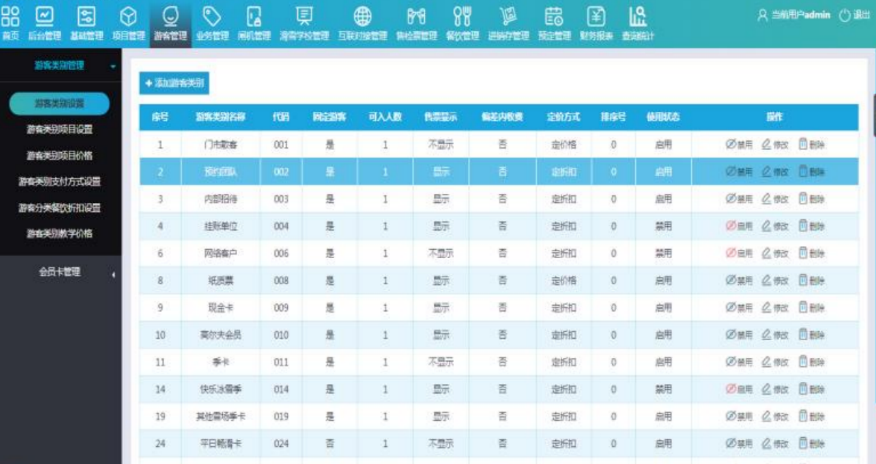 首页 后台管理 基础管理 项目管理 游客管理 业务管理 闸机管理 滑雪学校管理 互联对接管理 售检票管理 餐饮管理 进销存管理 预定管理 财务报表 查询统计 当前用户admin 退出
游客类别管理
游客类别设置
游客类别项目设置
游客类别项目价格
游客类别支付方式设置
游客分类餐饮折扣设置
游客类别教学价格
会员卡管理
+ 添加游客类别
序号 游客类别名称 代码 固定游客 可入人数 售票显示 偏差内收费 定价方式 排序号 使用状态 操作
1 门市散客 001 是 1 不显示 否 定价格 0 启用 禁用 修改 删除
2 预约团队 002 是 1 显示 否 定折扣 0 启用 禁用 修改 删除
3 内部招待 003 是 1 显示 否 定折扣 0 启用 禁用 修改 删除
4 挂账单位 004 是 1 显示 否 定折扣 0 禁用 启用 修改 删除
6 网络客户 006 是 1 不显示 否 定折扣 0 禁用 启用 修改 删除
8 纸质票 008 是 1 显示 否 定价格 0 启用 禁用 修改 删除
9 现金卡 009 是 1 显示 否 定折扣 0 启用 禁用 修改 删除
10 高尔夫会员 010 是 1 显示 否 定折扣 0 启用 禁用 修改 删除
11 季卡 011 是 1 不显示 否 定折扣 0 启用 禁用 修改 删除
14 快乐冰雪季 014 是 1 显示 否 定折扣 0 禁用 启用 修改 删除
19 其他雪场季卡 019 是 1 显示 否 定折扣 0 启用 禁用 修改 删除
24 平日畅滑卡 024 否 1 不显示 否 定折扣 0 启用 禁用 修改 删除